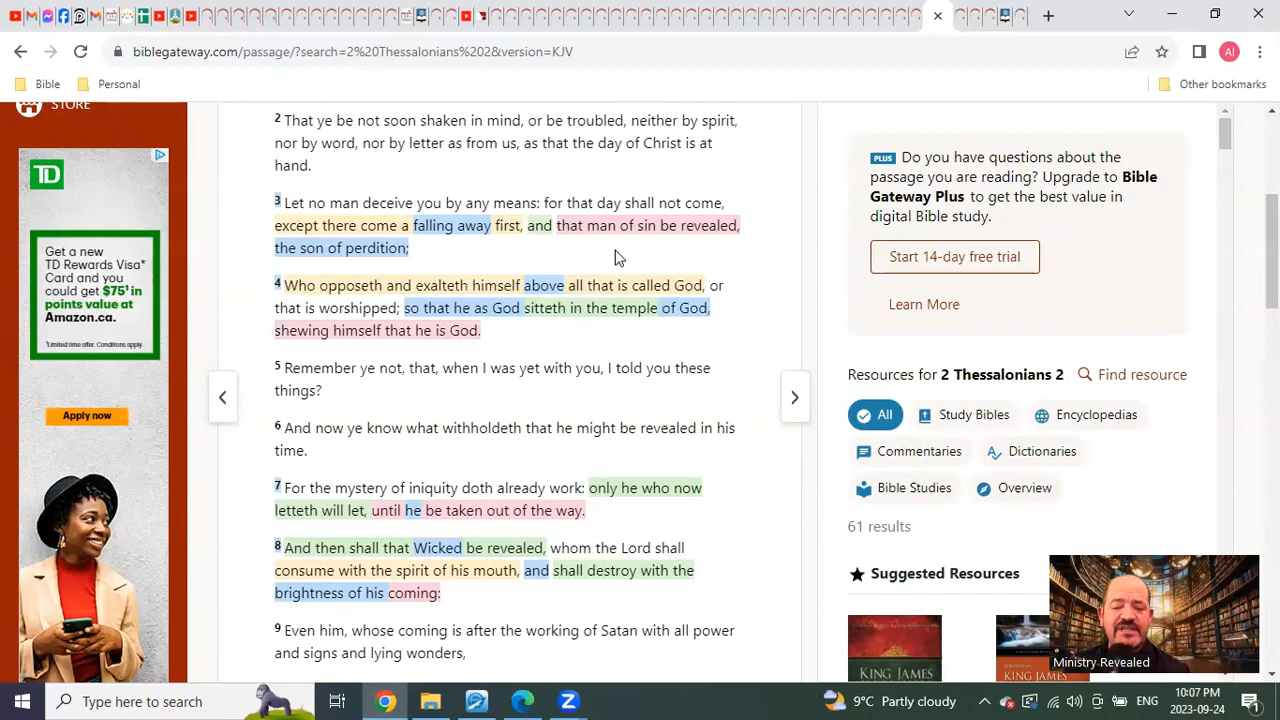 biblegateway.com/passage/?search=2%20Thessalonians%202&version=KJV
AI
Bible
Personal
Other bookmarks
STORE
TD
Get a new
TD Rewards Visa*
Card and you
could get $75¹ in
points value at
Amazon.ca.
Apply now
2 That ye be not soon shaken in mind, or be troubled, neither by spirit,
nor by word, nor by letter as from us, as that the day of Christ is at
hand.
3 Let no man deceive you by any means: for that day shall not come,
except there come a falling away first, and that man of sin be revealed,
the son of perdition;
4 Who opposeth and exalteth himself above all that is called God, or
that is worshipped; so that he as God sitteth in the temple of God,
shewing himself that he is God.
5 Remember ye not, that, when I was yet with you, I told you these
things?
6 And now ye know what withholdeth that he might be revealed in his
time.
7 For the mystery of iniquity doth already work: only he who now
letteth will let, until he be taken out of the way.
8 And then shall that Wicked be revealed, whom the Lord shall
consume with the spirit of his mouth, and shall destroy with the
brightness of his coming:
9 Even him, whose coming is after the working of Satan with all power
and signs and lying wonders,
PLUS Do you have questions about the
passage you are reading? Upgrade to Bible
Gateway Plus to get the best value in
digital Bible study.
Start 14-day free trial
Learn More
Resources for 2 Thessalonians 2
Find resource
All
Study Bibles
Encyclopedias
Commentaries
Dictionaries
Bible Studies
Overview
61 results
Suggested Resources
KING JAMES
KING JAMES
Ministry Revealed
Type here to search
9°C Partly cloudy
ENG
10:07 PM
2023-09-24
1